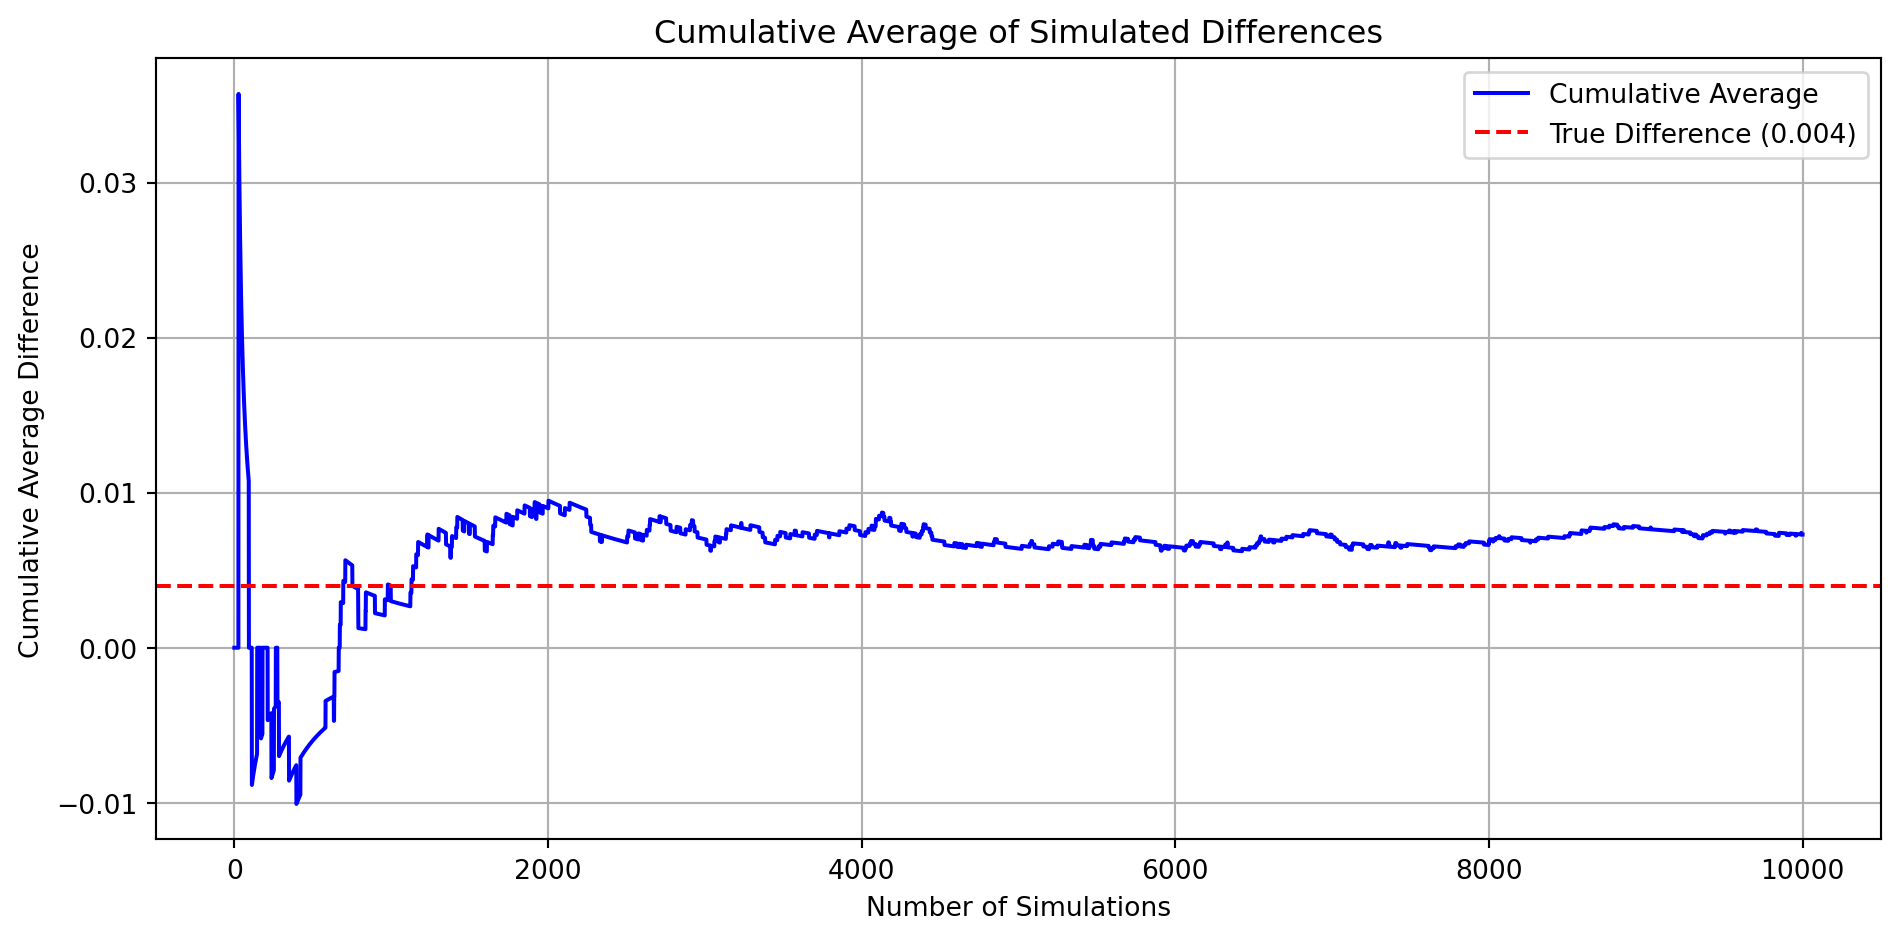 Cumulative Average of Simulated Differences
Cumulative Average
True Difference (0.004)
Cumulative Average Difference
0.03
0.02
0.01
0.00
−0.01
0
2000
4000
6000
8000
10000
Number of Simulations